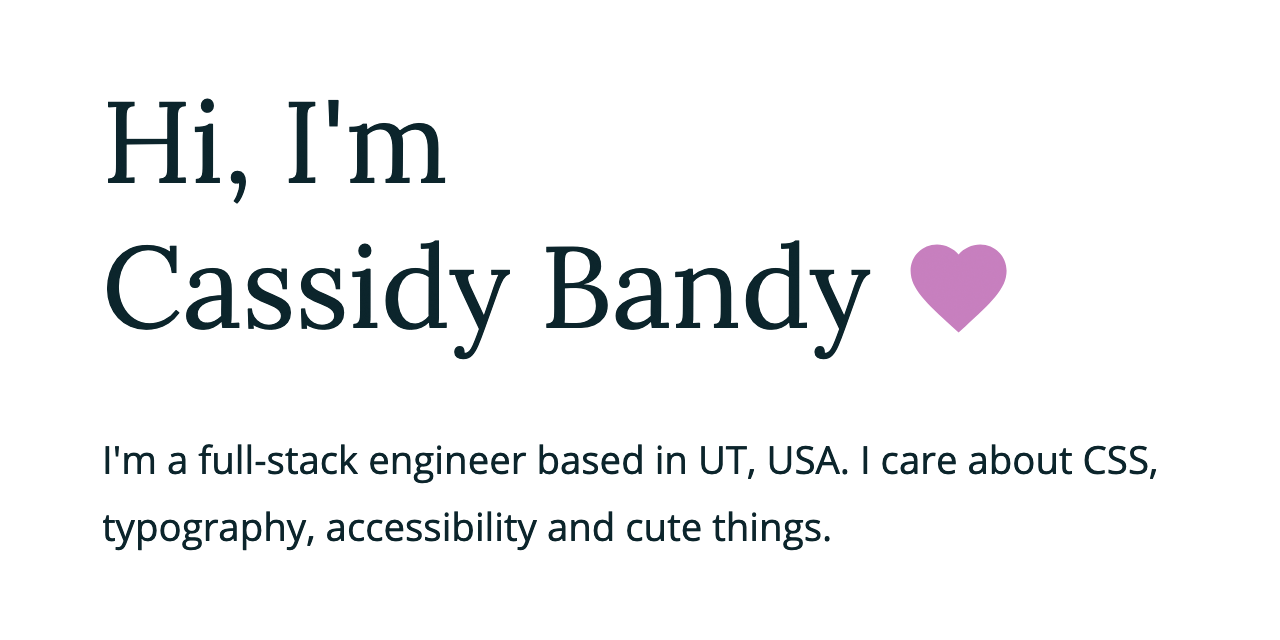 Hi, I'm
Cassidy Bandy
I'm a full-stack engineer based in UT, USA. I care about CSS,
typography, accessibility and cute things.